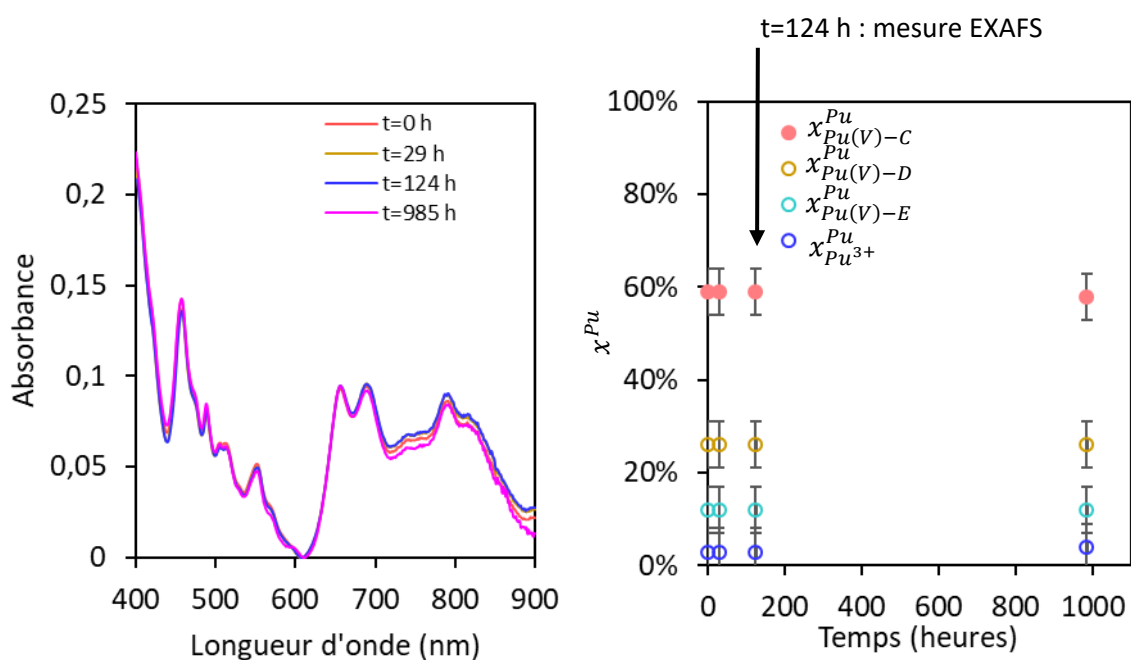 t=124 h : mesure EXAFS
0,25
0,2
0,15
0,1
0,05
0
Absorbance
t=0 h
t=29 h
t=124 h
t=985 h
400 500 600 700 800 900
Longueur d'onde (nm)
100%
80%
60%
40%
20%
0%
x^{Pu}
x^{Pu}_{Pu(V)−C}
x^{Pu}_{Pu(V)−D}
x^{Pu}_{Pu(V)−E}
x^{Pu}_{Pu^{3+}}
0 200 400 600 800 1000
Temps (heures)